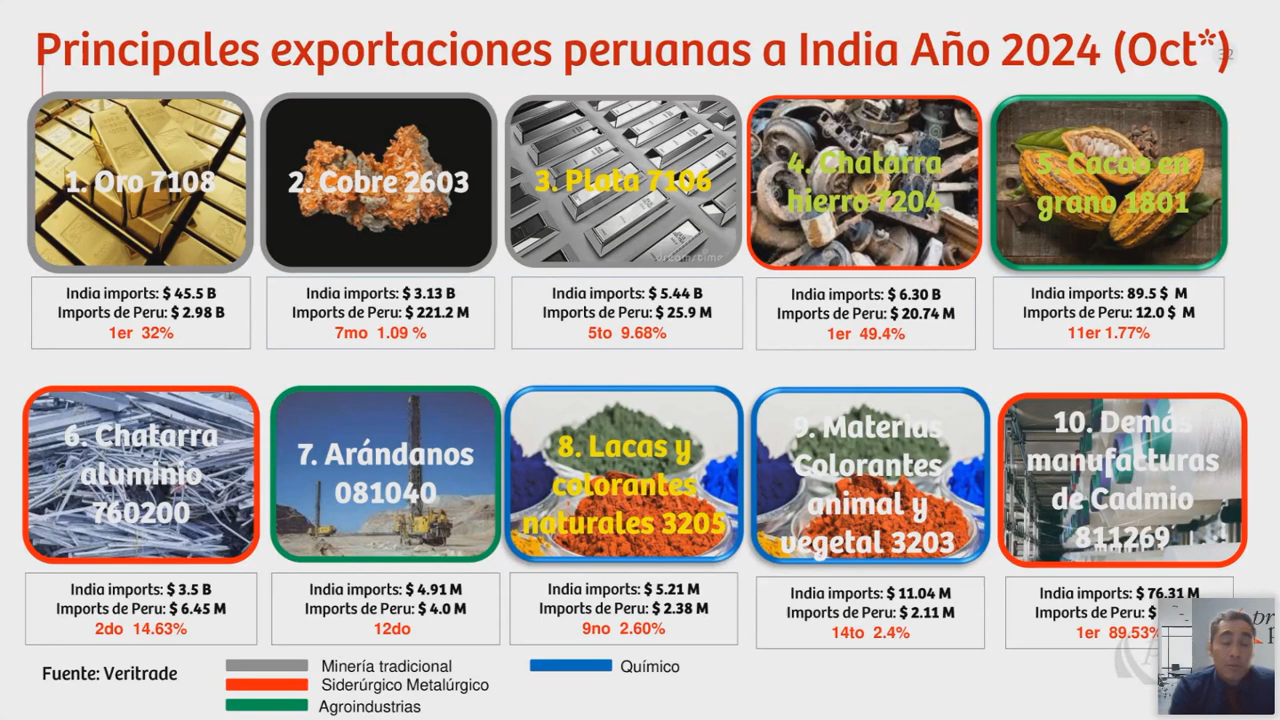 Principales exportaciones peruanas a India Año 2024 (Oct*)
32
1. Oro 7108
India imports: $ 45.5 B
Imports de Peru: $ 2.98 B
1er 32%
2. Cobre 2603
India imports: $ 3.13 B
Imports de Peru: $ 221.2 M
7mo 1.09 %
3. Plata 7106
dreamstime
India imports: $ 5.44 B
Imports de Peru: $ 25.9 M
5to 9.68%
4. Chatarra
hierro 7204
India imports: $ 6.30 B
Imports de Peru: $ 20.74 M
1er 49.4%
5. Cacao en
grano 1801
India imports: 89.5 $ M
Imports de Peru: 12.0 $ M
11er 1.77%
6. Chatarra
aluminio
760200
India imports: $ 3.5 B
Imports de Peru: $ 6.45 M
2do 14.63%
7. Arándanos
081040
India imports: $ 4.91 M
Imports de Peru: $ 4.0 M
12do
8. Lacas y
colorantes
naturales 3205
India imports: $ 5.21 M
Imports de Peru: $ 2.38 M
9no 2.60%
9. Materias
Colorantes
animal y
vegetal 3203
India imports: $ 11.04 M
Imports de Peru: $ 2.11 M
14to 2.4%
10. Demás
manufacturas
de Cadmio
811269
India imports: $ 76.31 M
Imports de Peru: $
1er 89.53%
Fuente: Veritrade
Minería tradicional
Siderúrgico Metalúrgico
Agroindustrias
Químico